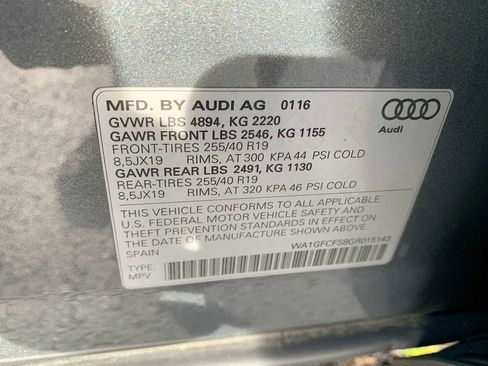 MFD. BY AUDI AG 0116
GVWR LBS 4894, KG 2220
GAWR FRONT LBS 2546, KG 1155
FRONT-TIRES 255/40 R19
8,5JX19 RIMS, AT 300 KPA 44 PSI COLD
GAWR REAR LBS 2491, KG 1130
REAR-TIRES 255/40 R19
8,5JX19 RIMS, AT 320 KPA 46 PSI COLD
THIS VEHICLE CONFORMS TO ALL APPLICABLE
U.S. FEDERAL MOTOR VEHICLE SAFETY AND
THEFT PREVENTION STANDARDS IN EFFECT ON
THE DATE OF MANUFACTURE SHOWN ABOVE.
SPAIN
Audi
WA1GFCFS8GR015143
TYPE:
MPV